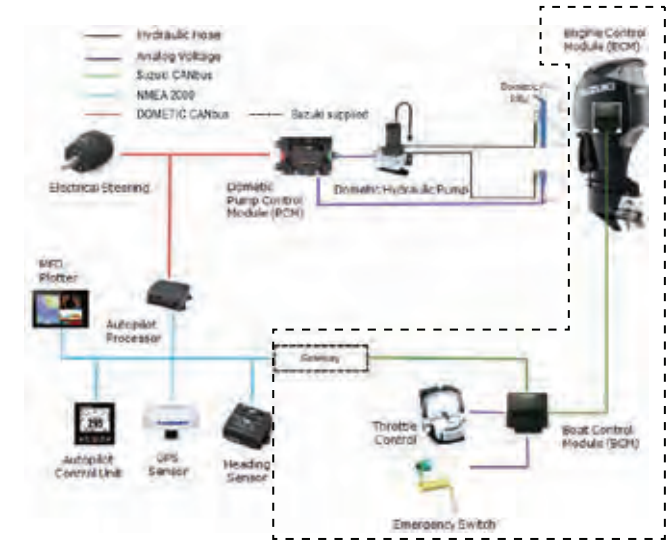 Hydraulic Hose
Analog Voltage
Suzuki CANbus
NMEA 2000
DOMETIC CANbus
Suzuki supplied
Engine Control
Module (ECM)
SUZUKI
Dometic
Electrical Steering
Dometic
Pump Control
Module (PCM)
Dometic Hydraulic Pump
MFD
Plotter
Autopilot
Processor
Gateway
Throttle
Control
Boat Control
Module (BCM)
Autopilot
Control Unit
GPS
Sensor
Heading
Sensor
Emergency Switch